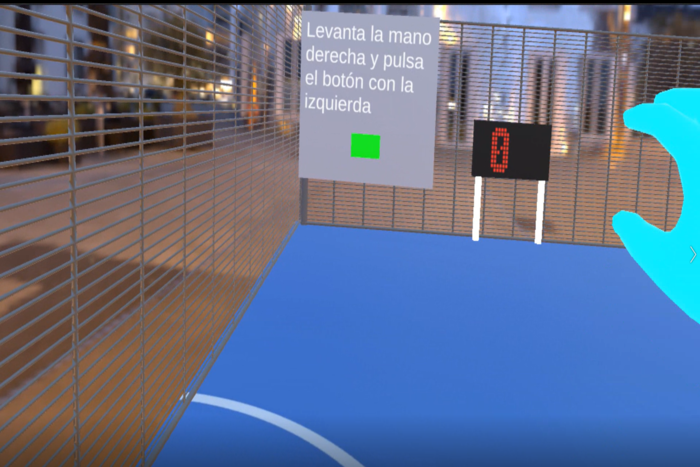 Levanta la mano
derecha y pulsa
el botón con la
izquierda
0